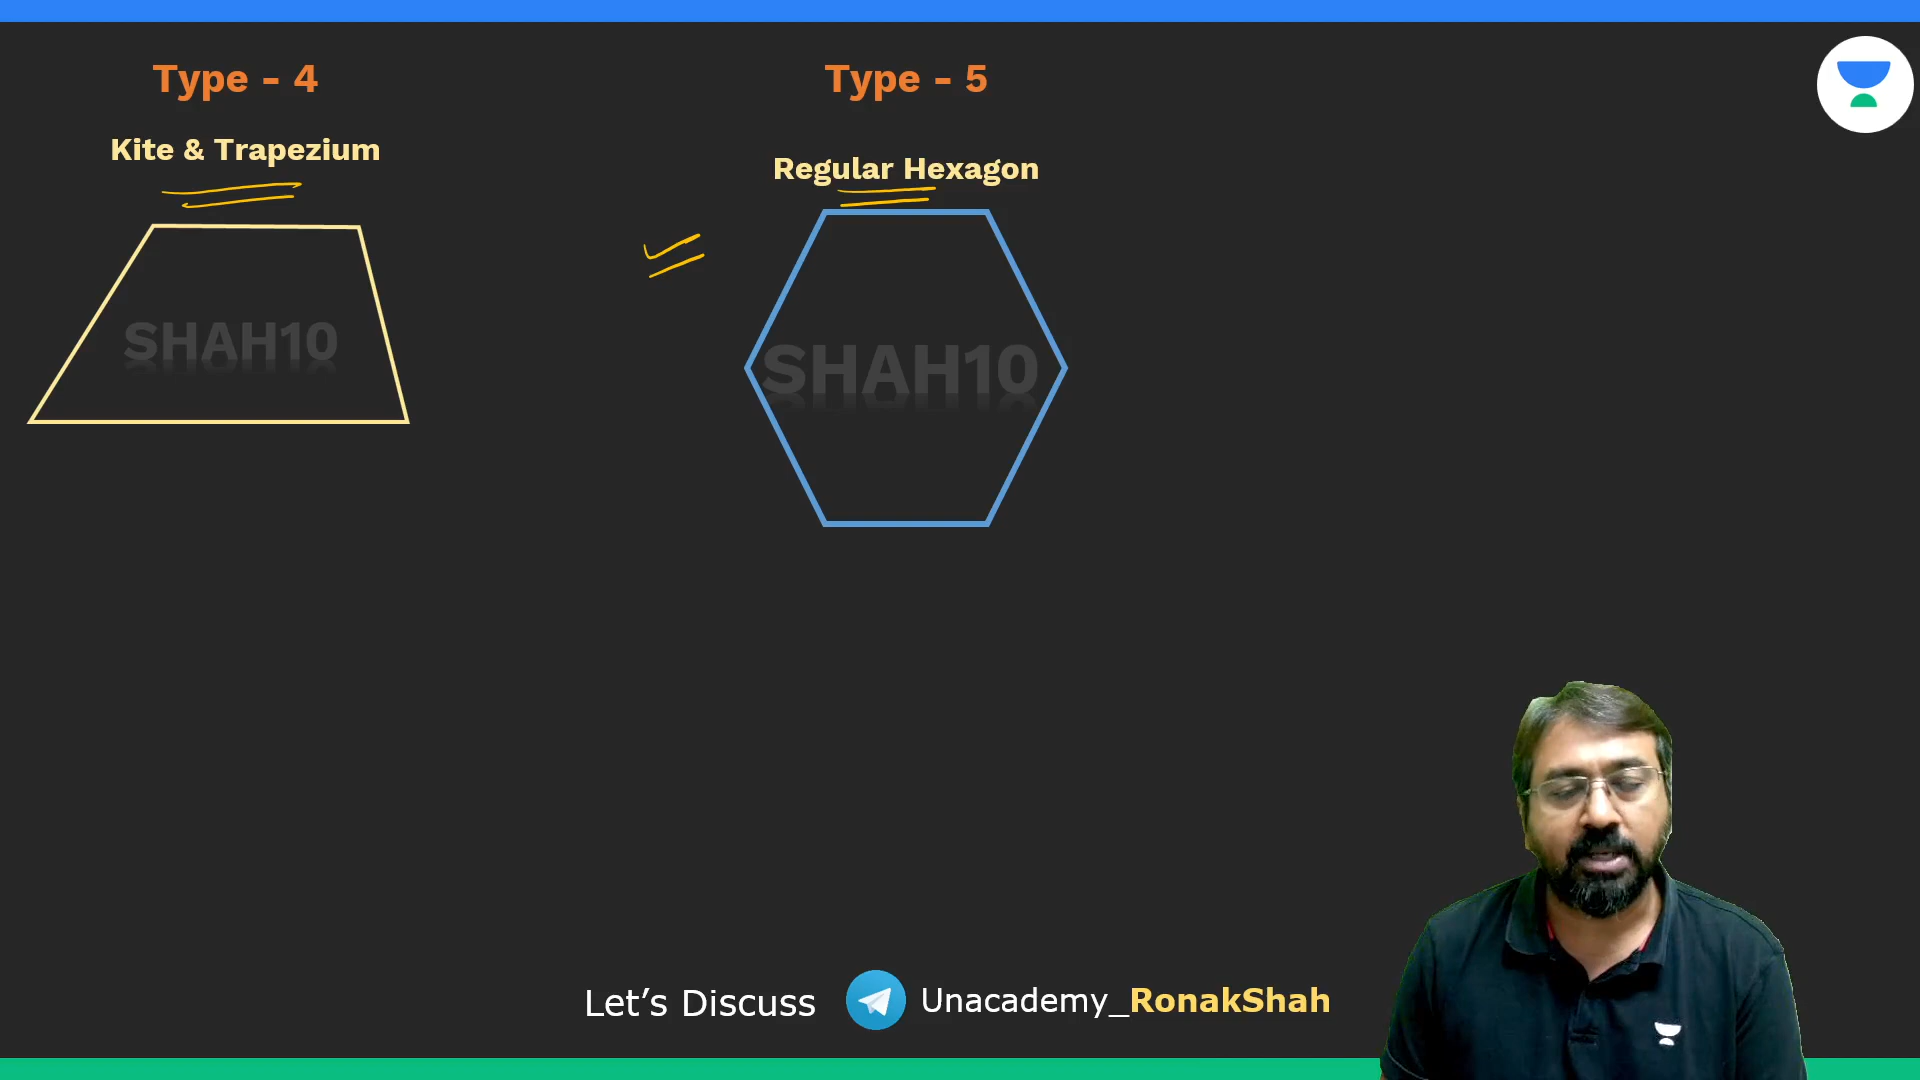 Type - 4
Kite & Trapezium
SHAH10
Type - 5
Regular Hexagon
SHAH10
Let’s Discuss
Unacademy_RonakShah